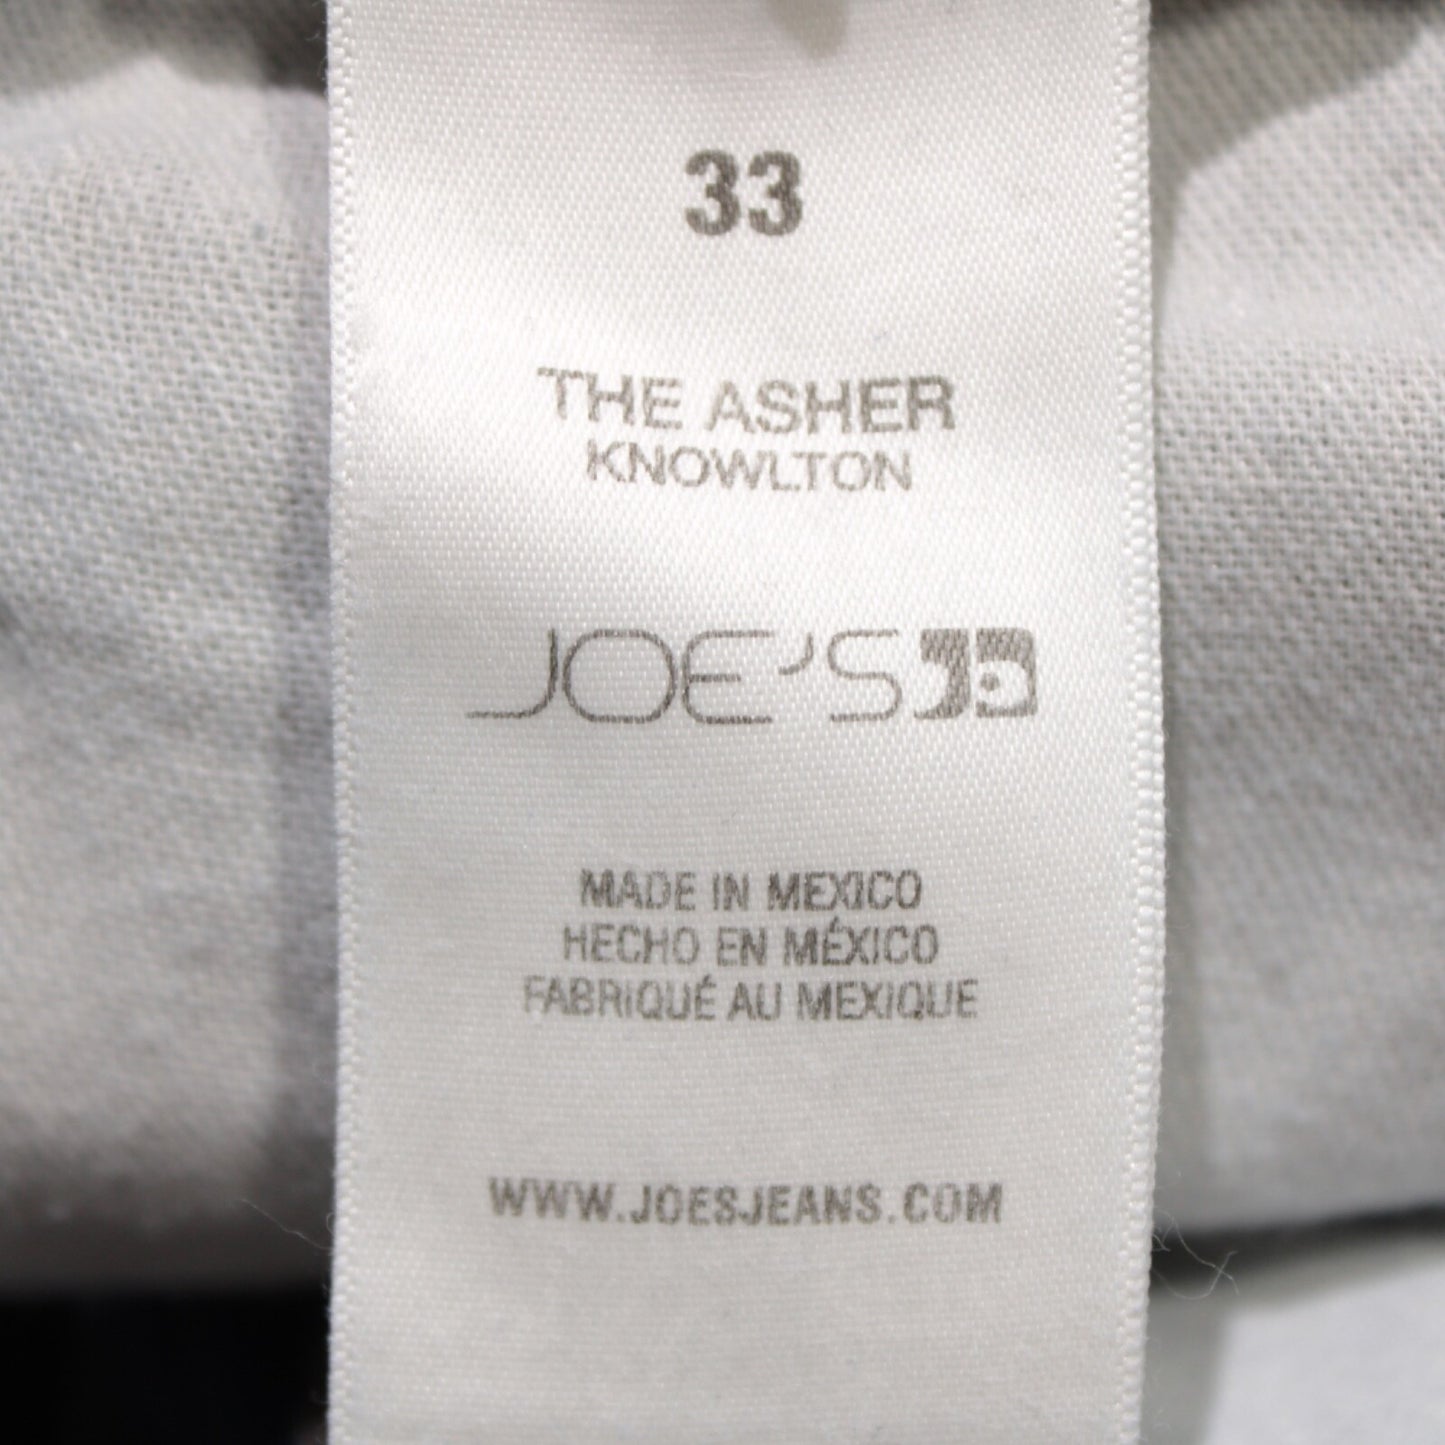 33
THE ASHER
KNOWLTON
JOE'S
MADE IN MEXICO
HECHO EN MÉXICO
FABRIQUÉ AU MEXIQUE
WWW.JOESJEANS.COM